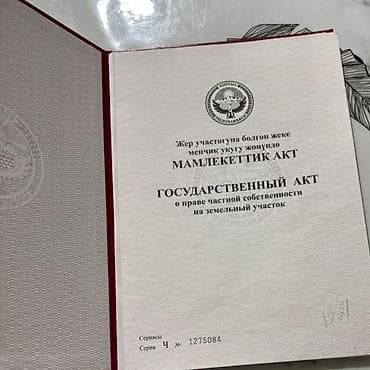 Жер участогуна болгон жеке
менчик укугу жөнүндө
МАМЛЕКЕТТИК АКТ
ГОСУДАРСТВЕННЫЙ АКТ
о праве частной собственности
на земельный участок
Сериясы
Серия Ч № 1275084